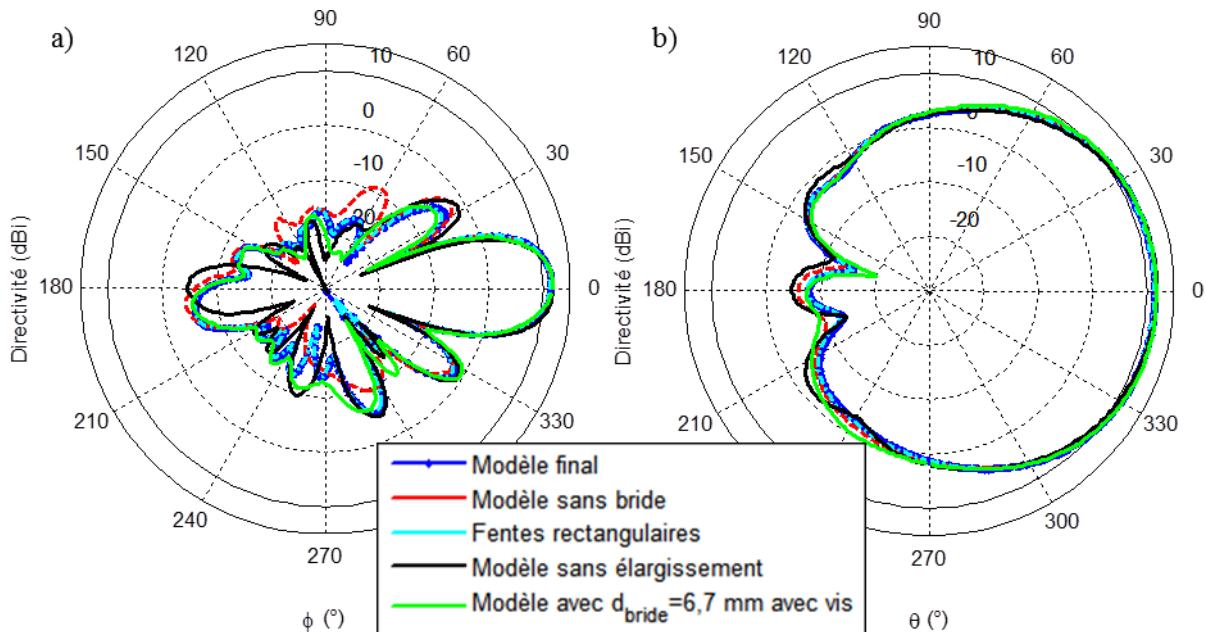 a)
90
120
60
10
0
-10
20
150
30
180
0
210
330
240
270
Directivité (dBi)
ϕ (°)
b)
90
120
60
10
0
-10
-20
150
30
180
0
210
330
300
270
Directivité (dBi)
θ (°)
Modèle final
Modèle sans bride
Fentes rectangulaires
Modèle sans élargissement
Modèle avec d_bride=6,7 mm avec vis